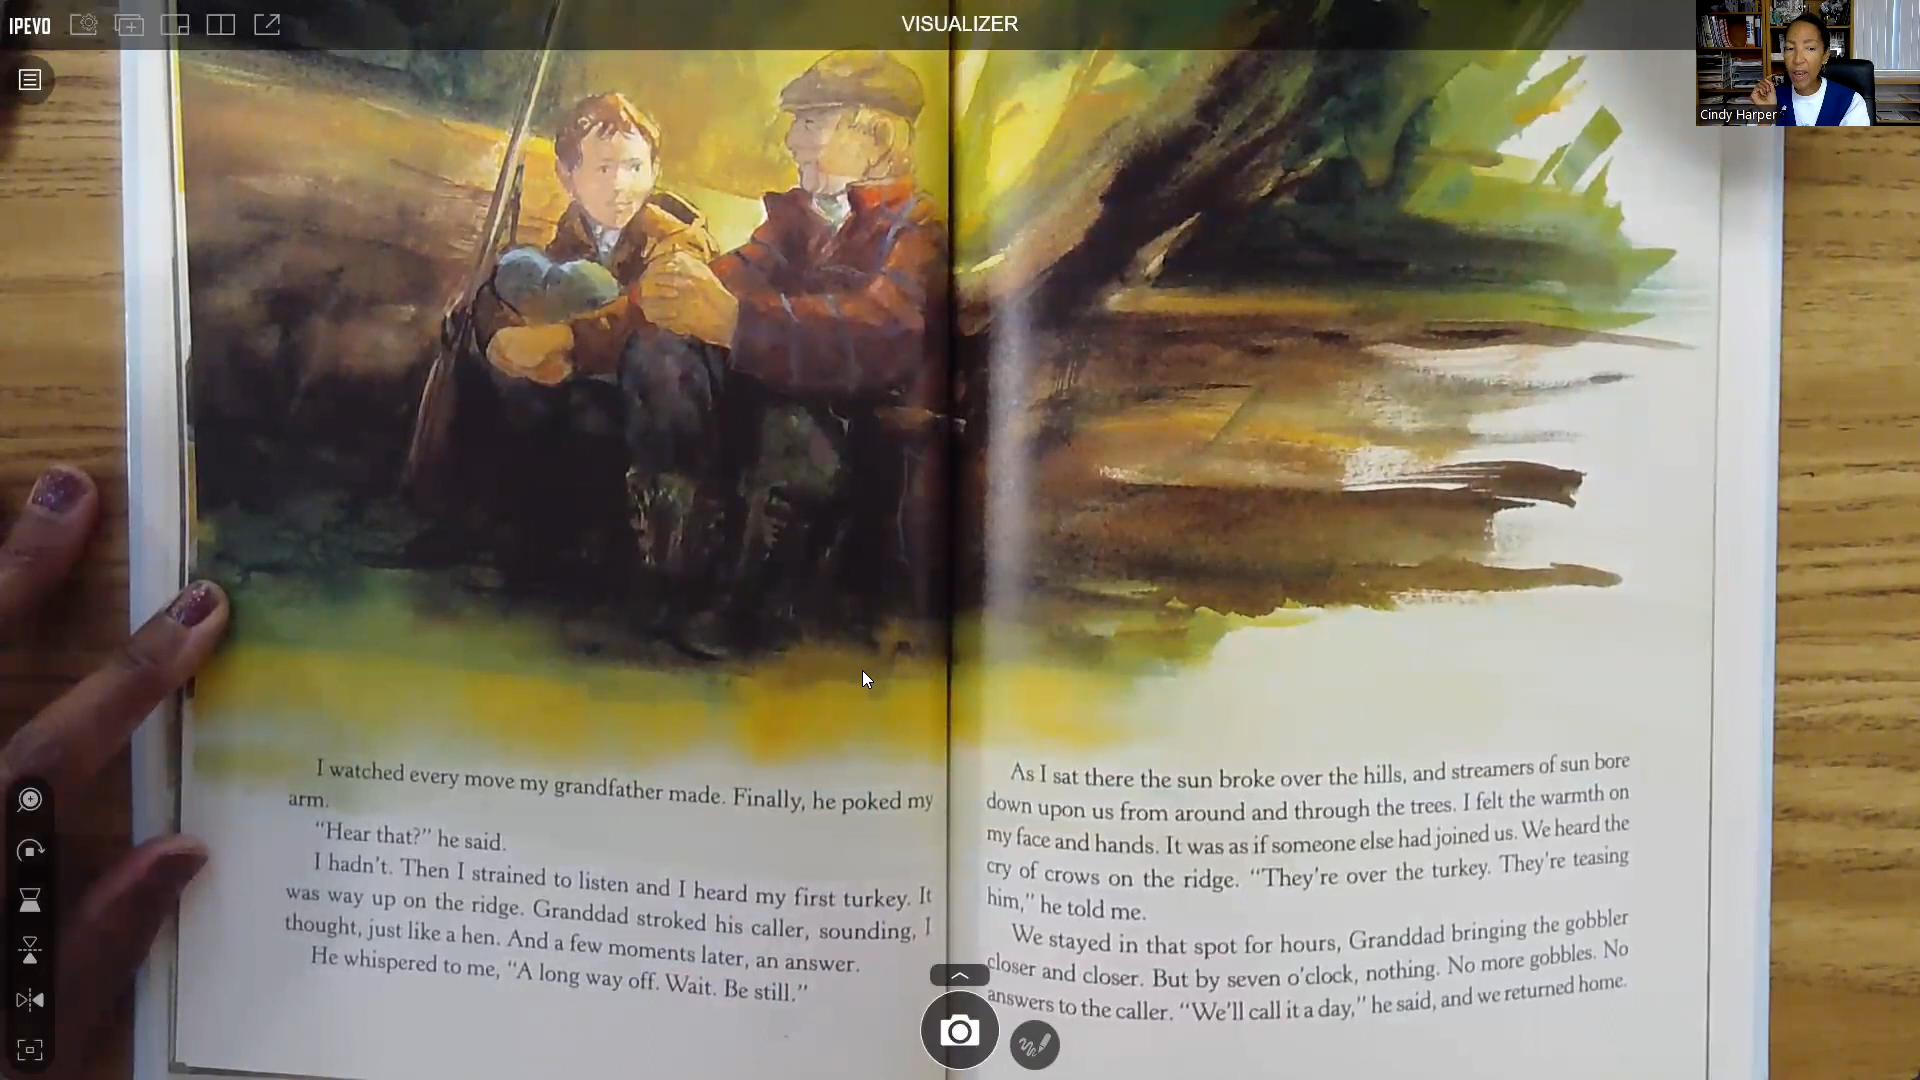 IPEVO
VISUALIZER
Cindy Harper
I watched every move my grandfather made. Finally, he poked my
arm.
“Hear that?” he said.
I hadn’t. Then I strained to listen and I heard my first turkey. It
was way up on the ridge. Granddad stroked his caller, sounding, I
thought, just like a hen. And a few moments later, an answer.
He whispered to me, “A long way off. Wait. Be still.”
As I sat there the sun broke over the hills, and streamers of sun bore
down upon us from around and through the trees. I felt the warmth on
my face and hands. It was as if someone else had joined us. We heard the
cry of crows on the ridge. “They’re over the turkey. They’re teasing
him,” he told me.
We stayed in that spot for hours, Granddad bringing the gobbler
closer and closer. But by seven o’clock, nothing. No more gobbles. No
answers to the caller. “We’ll call it a day,” he said, and we returned home.